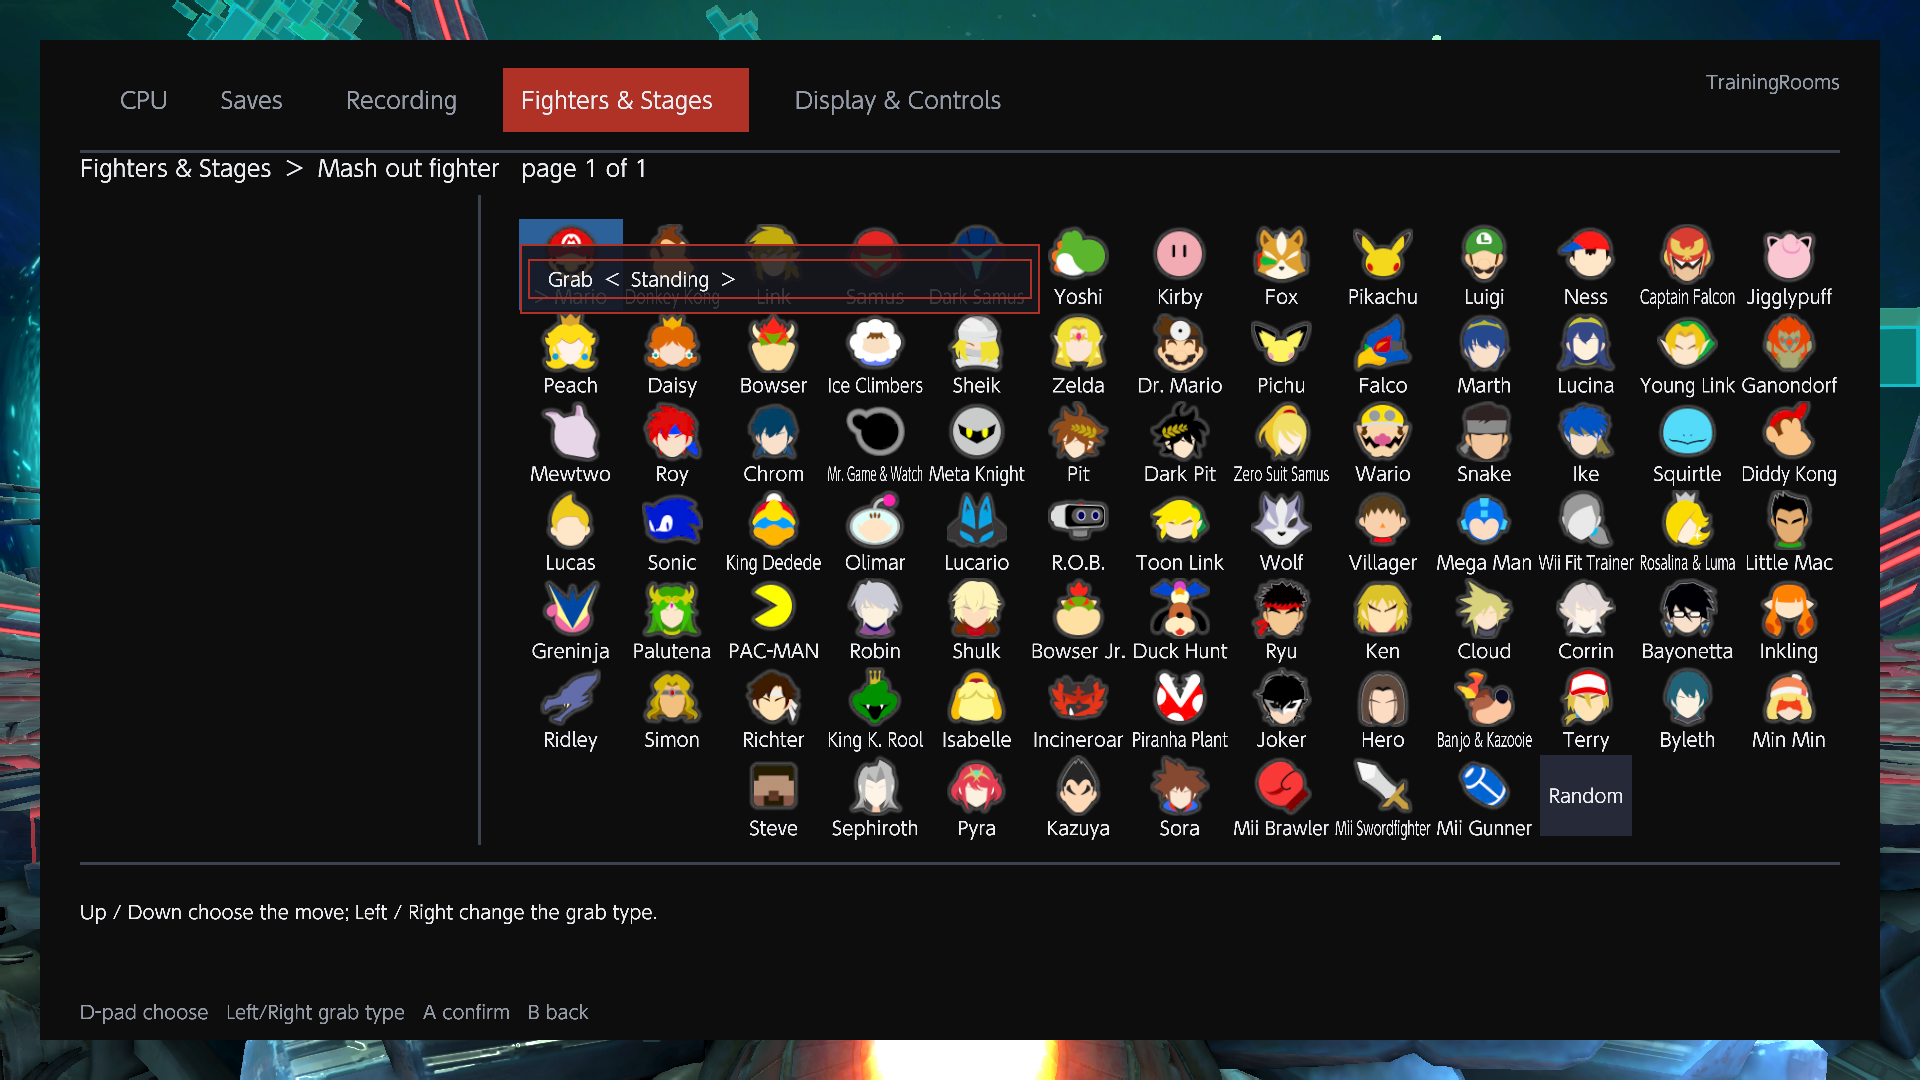 CPU Saves Recording Fighters & Stages Display & Controls TrainingRooms
Fighters & Stages > Mash out fighter page 1 of 1
Grab < Standing >
> Mario Donkey Kong Link Samus Dark Samus Yoshi Kirby Fox Pikachu Luigi Ness Captain Falcon Jigglypuff
Peach Daisy Bowser Ice Climbers Sheik Zelda Dr. Mario Pichu Falco Marth Lucina Young Link Ganondorf
Mewtwo Roy Chrom Mr. Game & Watch Meta Knight Pit Dark Pit Zero Suit Samus Wario Snake Ike Squirtle Diddy Kong
Lucas Sonic King Dedede Olimar Lucario R.O.B. Toon Link Wolf Villager Mega Man Wii Fit Trainer Rosalina & Luma Little Mac
Greninja Palutena PAC-MAN Robin Shulk Bowser Jr. Duck Hunt Ryu Ken Cloud Corrin Bayonetta Inkling
Ridley Simon Richter King K. Rool Isabelle Incineroar Piranha Plant Joker Hero Banjo & Kazooie Terry Byleth Min Min
Steve Sephiroth Pyra Kazuya Sora Mii Brawler Mii Swordfighter Mii Gunner Random
Up / Down choose the move; Left / Right change the grab type.
D-pad choose Left/Right grab type A confirm B back